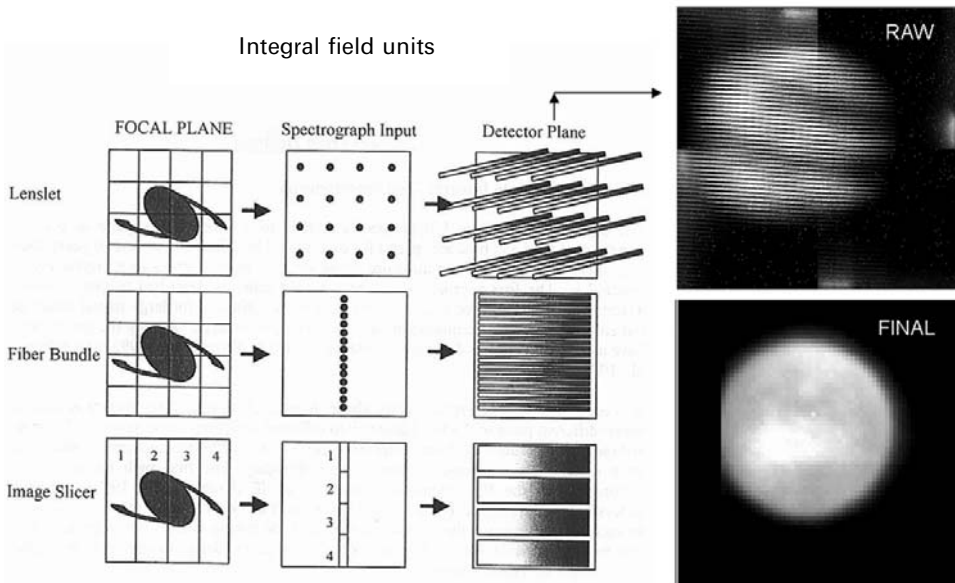 Integral field units
RAW
FOCAL PLANE
Spectrograph Input
Detector Plane
Lenslet
Fiber Bundle
FINAL
1 2 3 4
1
2
3
4
Image Slicer